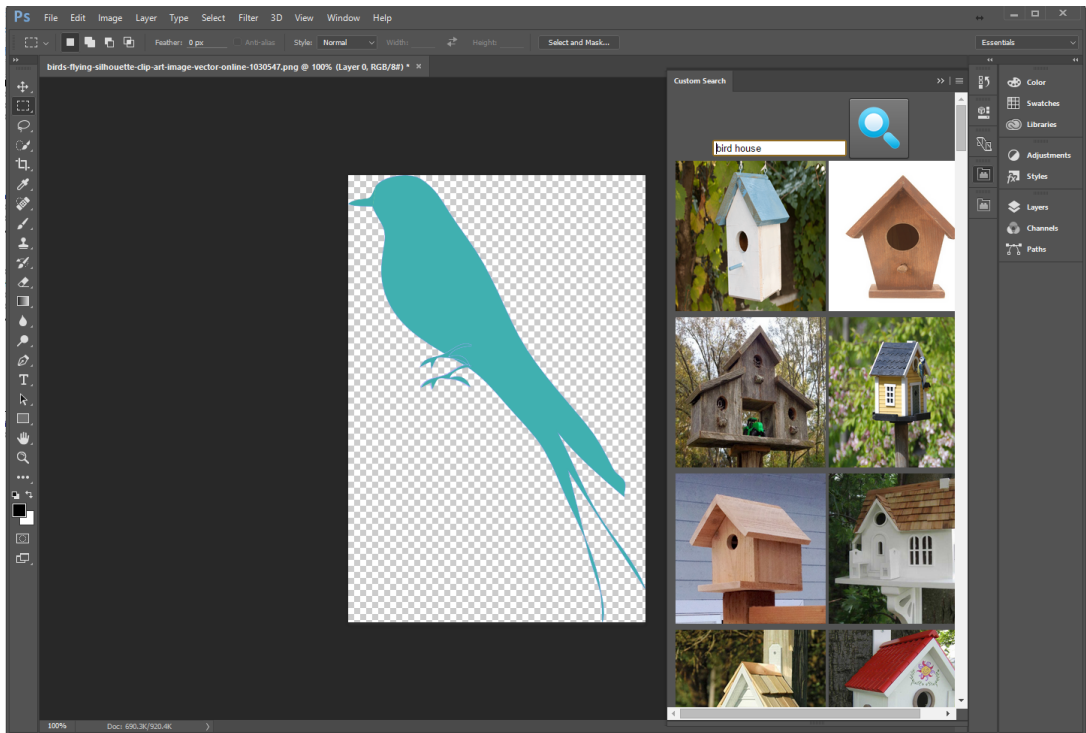 Ps File Edit Image Layer Type Select Filter 3D View Window Help
Feather: 0 px Anti-alias Style: Normal Width: Height: Select and Mask... Essentials
birds-flying-silhouette-clip-art-image-vector-online-1030547.png @ 100% (Layer 0, RGB/8#) * ×
Custom Search
bird house
Color
Swatches
Libraries
Adjustments
Styles
Layers
Channels
Paths
100% Doc: 690.3K/920.4K